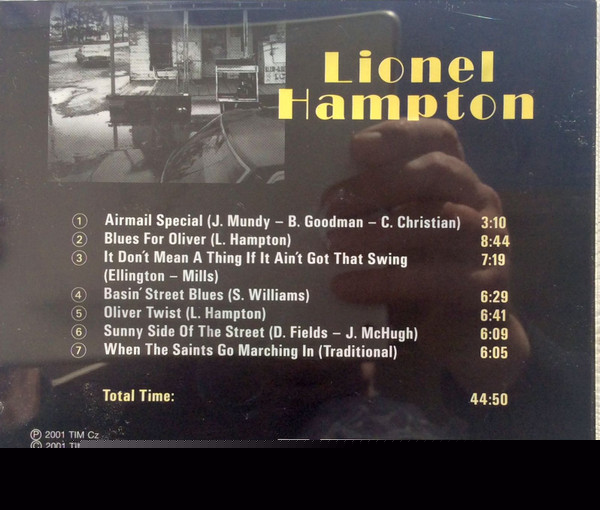 Lionel
Hampton
1 Airmail Special (J. Mundy – B. Goodman – C. Christian) 3:10
2 Blues For Oliver (L. Hampton) 8:44
3 It Don't Mean A Thing If It Ain't Got That Swing 7:19
(Ellington – Mills)
4 Basin' Street Blues (S. Williams) 6:29
5 Oliver Twist (L. Hampton) 6:41
6 Sunny Side Of The Street (D. Fields – J. McHugh) 6:09
7 When The Saints Go Marching In (Traditional) 6:05
Total Time: 44:50
℗ 2001 TIM Cz
© 2001